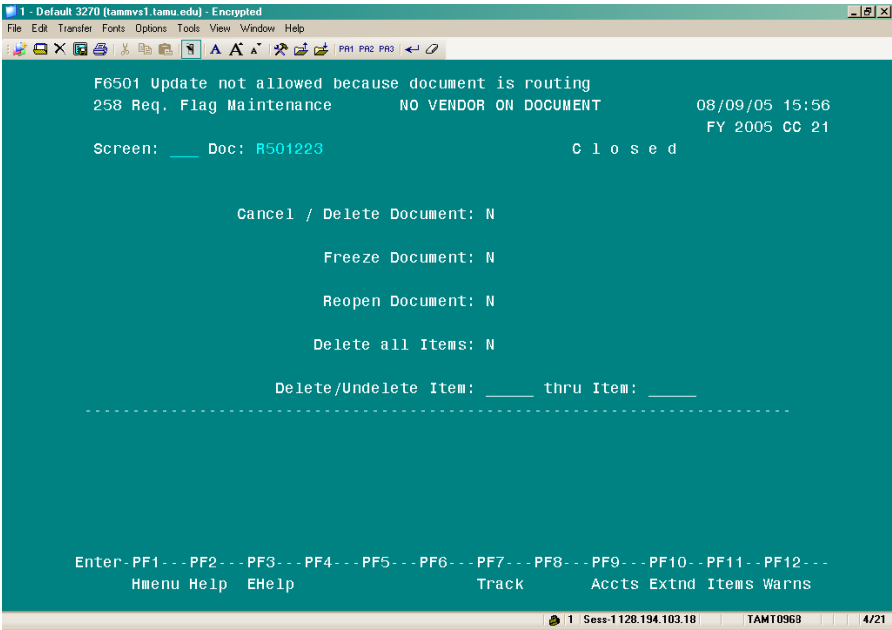 1 - Default 3270 (tammvs1.tamu.edu) - Encrypted
File Edit Transfer Fonts Options Tools View Window Help
A A A PA1 PA2 PA3
F6501 Update not allowed because document is routing
258 Req. Flag Maintenance NO VENDOR ON DOCUMENT 08/09/05 15:56
FY 2005 CC 21
Screen: ___ Doc: R501223 C l o s e d
Cancel / Delete Document: N
Freeze Document: N
Reopen Document: N
Delete all Items: N
Delete/Undelete Item: _____ thru Item: _____
--------------------------------------------------------------------------
Enter-PF1---PF2---PF3---PF4---PF5---PF6---PF7---PF8---PF9---PF10--PF11--PF12---
Hmenu Help EHelp Track Accts Extnd Items Warns
1 Sess-1 128.194.103.18 TAMT096B 4/21